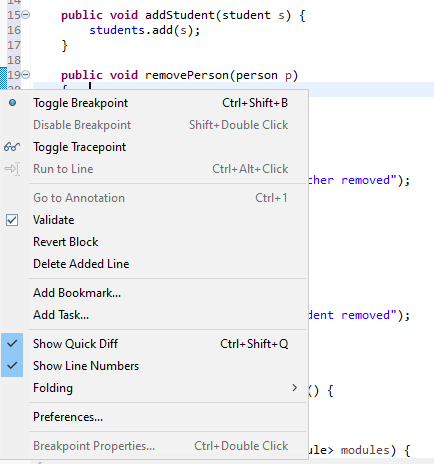 14
15 public void addStudent(student s) {
16 students.add(s);
17 }
18
19 public void removePerson(person p)
20 {
Toggle Breakpoint Ctrl+Shift+B
Disable Breakpoint Shift+Double Click
Toggle Tracepoint
Run to Line Ctrl+Alt+Click
cher removed");
Go to Annotation Ctrl+1
Validate
Revert Block
Delete Added Line
Add Bookmark...
Add Task...
dent removed");
Show Quick Diff Ctrl+Shift+Q
Show Line Numbers
Folding
() {
Preferences...
Breakpoint Properties... Ctrl+Double Click
ule> modules) {